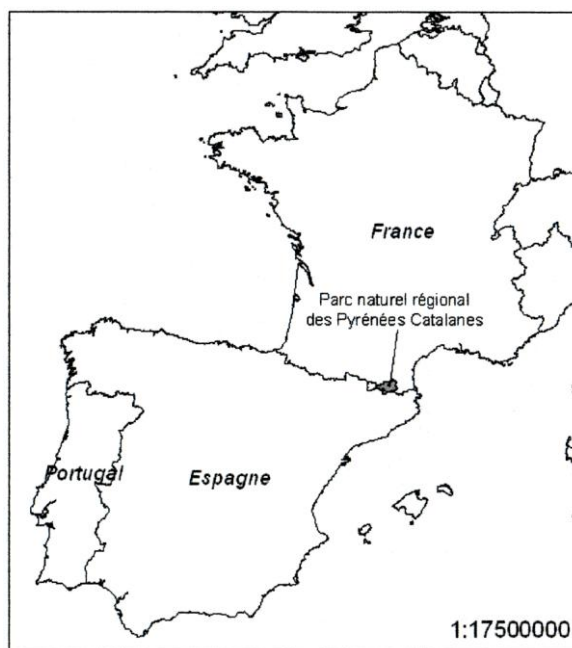 France
Parc naturel régional
des Pyrénées Catalanes
Portugal
Espagne
1:17500000